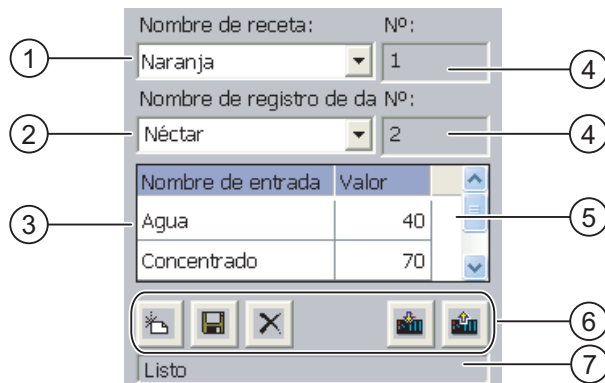 Nombre de receta: Nº:
1 Naranja 1 4
Nombre de registro de da Nº:
2 Néctar 2 4
Nombre de entrada Valor
3 Agua 40 5
Concentrado 70
6
Listo 7